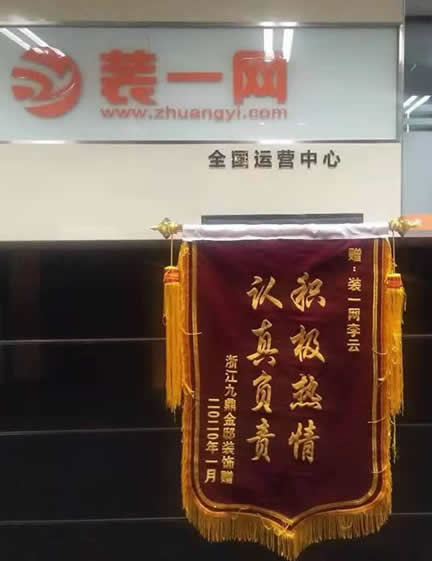 装一网
www.zhuangyi.com
全国运营中心
赠：装一网李云
积极热情
认真负责
浙江九鼎金邸装饰赠
二〇二〇年一月